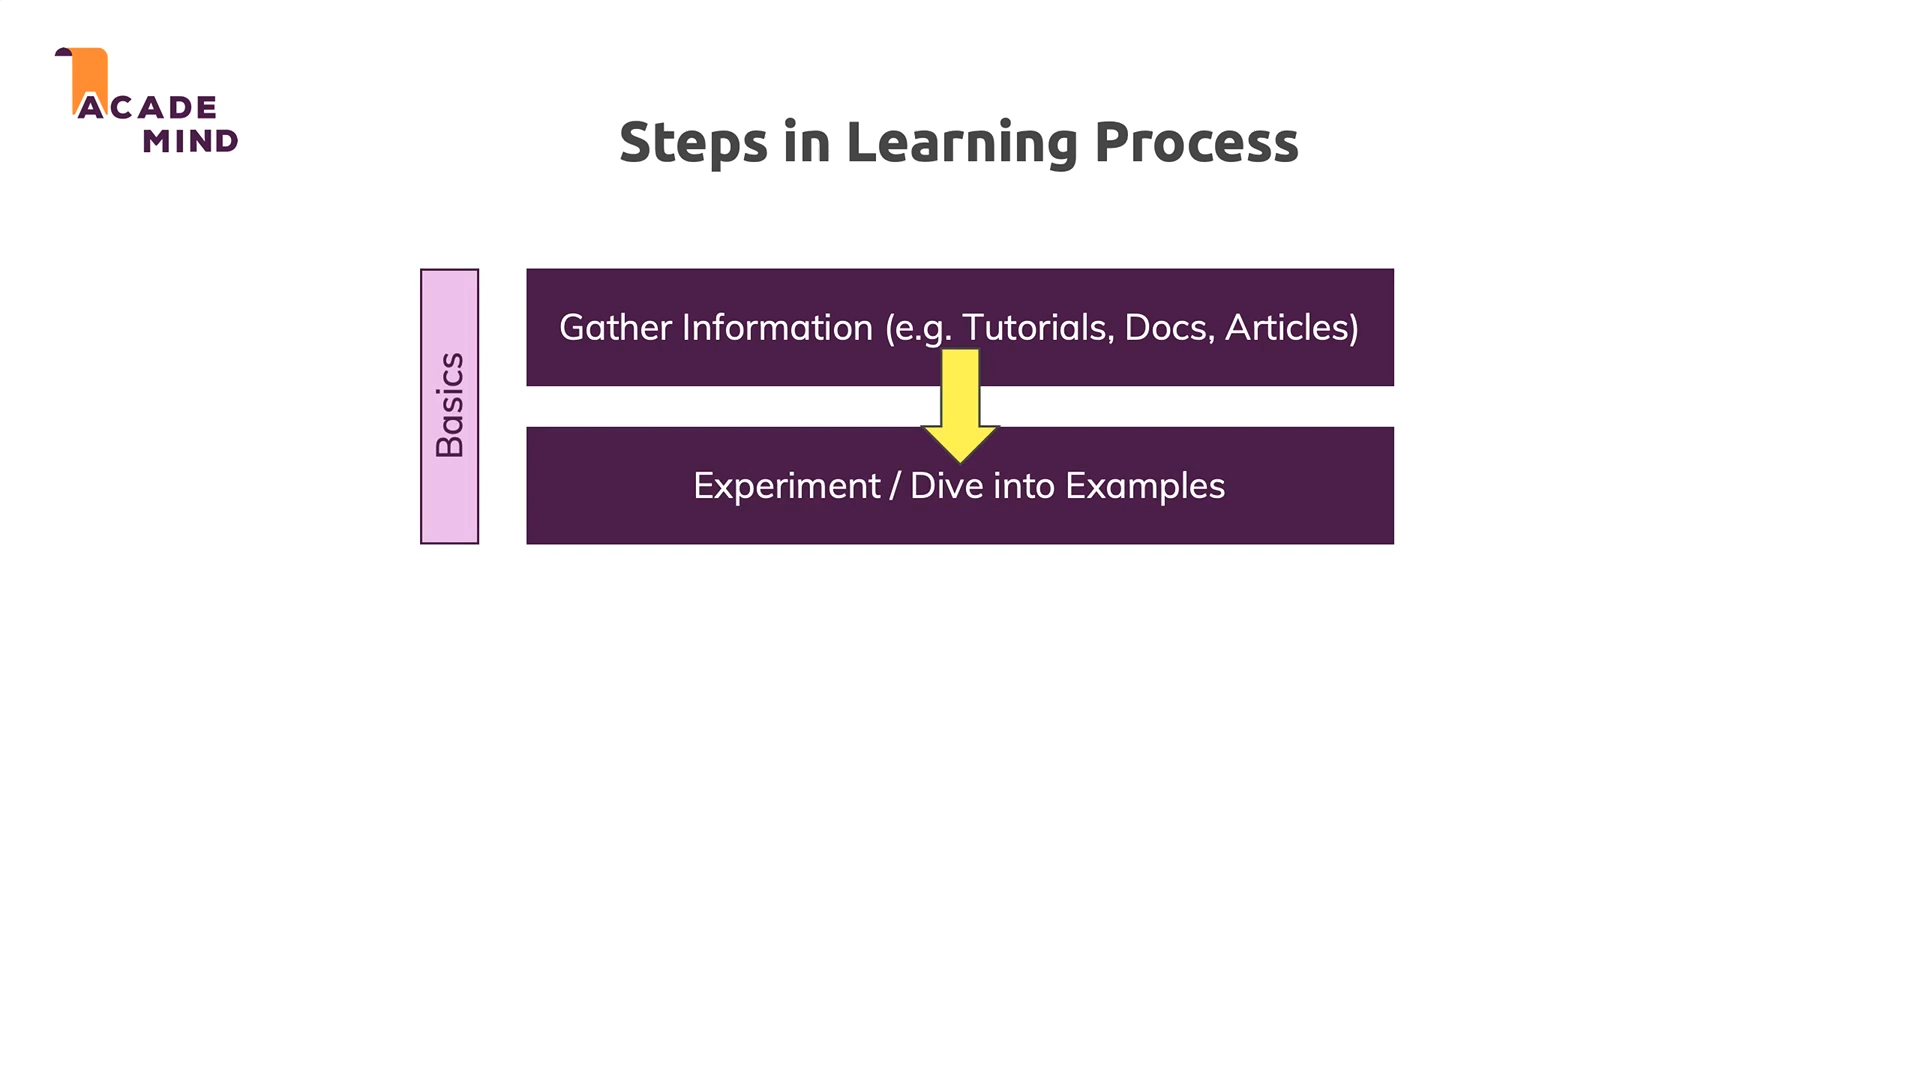 ACADE
MIND
Steps in Learning Process
Basics
Gather Information (e.g. Tutorials, Docs, Articles)
Experiment / Dive into Examples